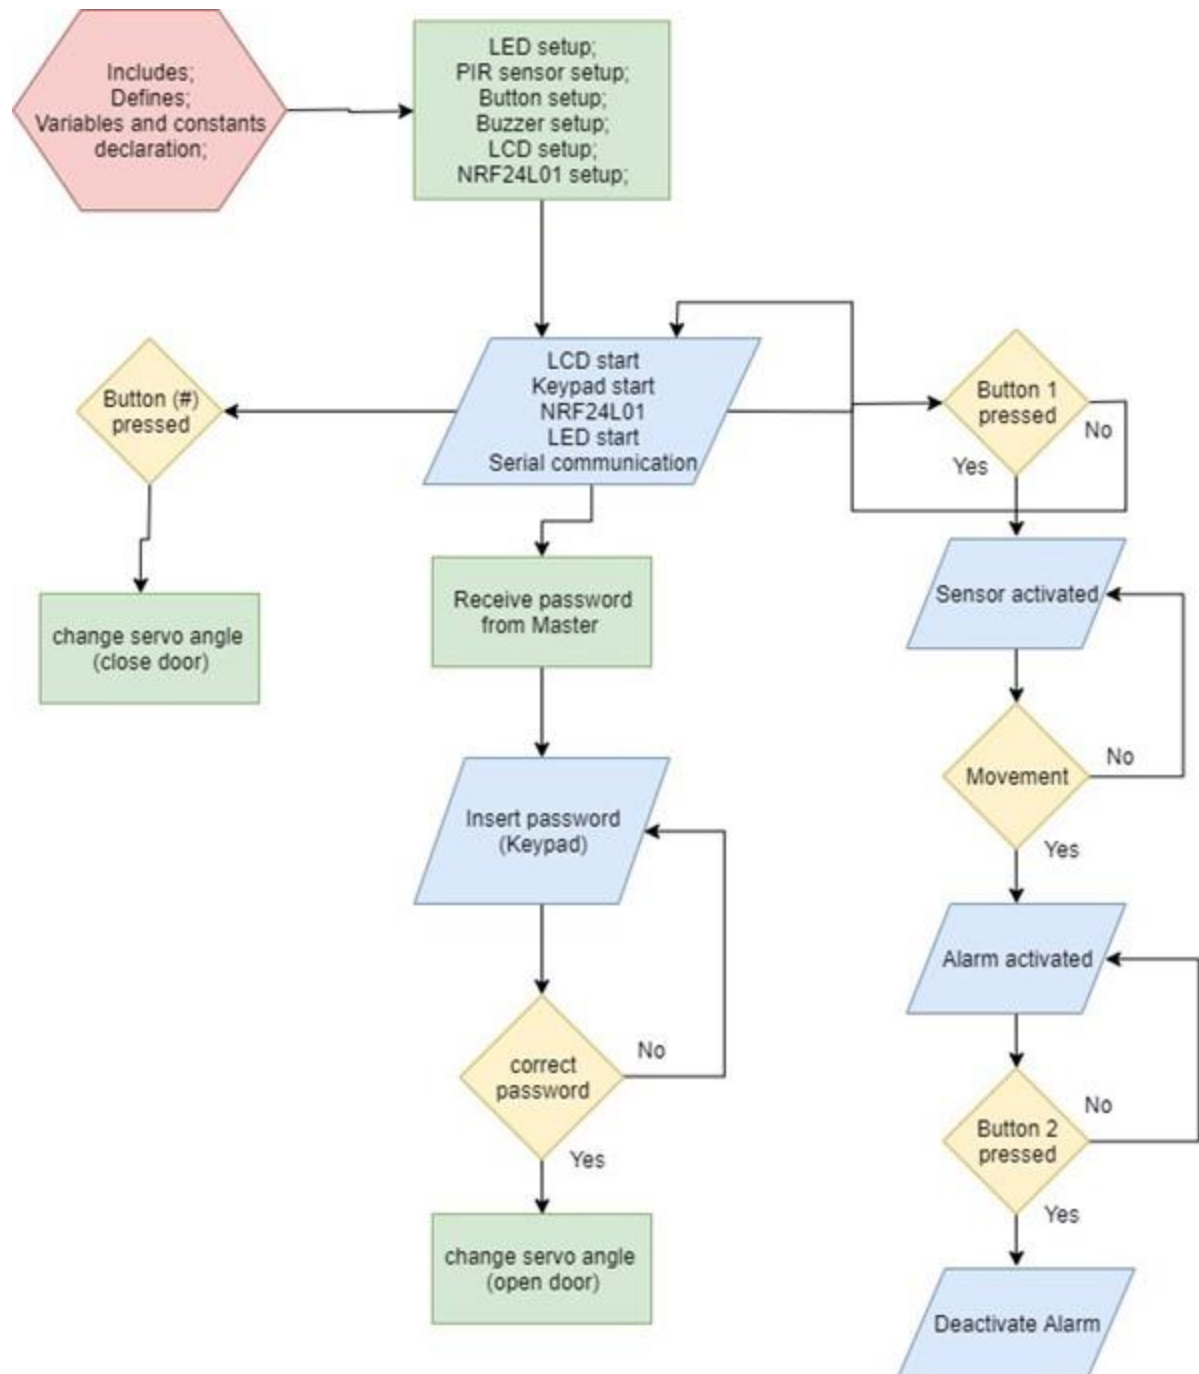 Includes;
Defines;
Variables and constants
declaration;
LED setup;
PIR sensor setup;
Button setup;
Buzzer setup;
LCD setup;
NRF24L01 setup;
LCD start
Keypad start
NRF24L01
LED start
Serial communication
Button (#)
pressed
change servo angle
(close door)
Receive password
from Master
Insert password
(Keypad)
correct
password
No
Yes
change servo angle
(open door)
Button 1
pressed
No
Yes
Sensor activated
Movement
No
Yes
Alarm activated
Button 2
pressed
No
Yes
Deactivate Alarm